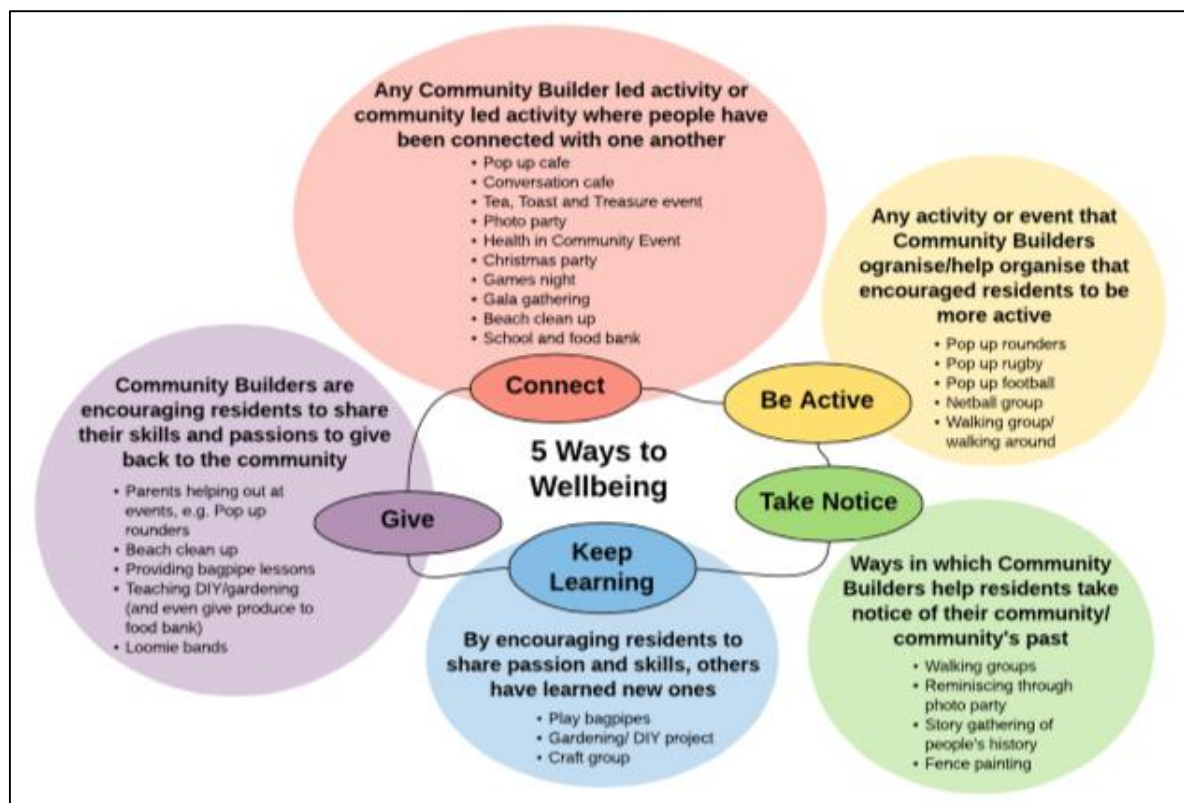 Any Community Builder led activity or
community led activity where people have
been connected with one another
• Pop up cafe
• Conversation cafe
• Tea, Toast and Treasure event
• Photo party
• Health in Community Event
• Christmas party
• Games night
• Gala gathering
• Beach clean up
• School and food bank
Connect
Any activity or event that
Community Builders
ogranise/help organise that
encouraged residents to be
more active
• Pop up rounders
• Pop up rugby
• Pop up football
• Netball group
• Walking group/
walking around
Be Active
5 Ways to
Wellbeing
Community Builders are
encouraging residents to share
their skills and passions to give
back to the community
• Parents helping out at
events, e.g. Pop up
rounders
• Beach clean up
• Providing bagpipe lessons
• Teaching DIY/gardening
(and even give produce to
food bank)
• Loomie bands
Give
Take Notice
Ways in which Community
Builders help residents take
notice of their community/
community's past
• Walking groups
• Reminiscing through
photo party
• Story gathering of
people's history
• Fence painting
Keep
Learning
By encouraging residents to
share passion and skills, others
have learned new ones
• Play bagpipes
• Gardening/ DIY project
• Craft group